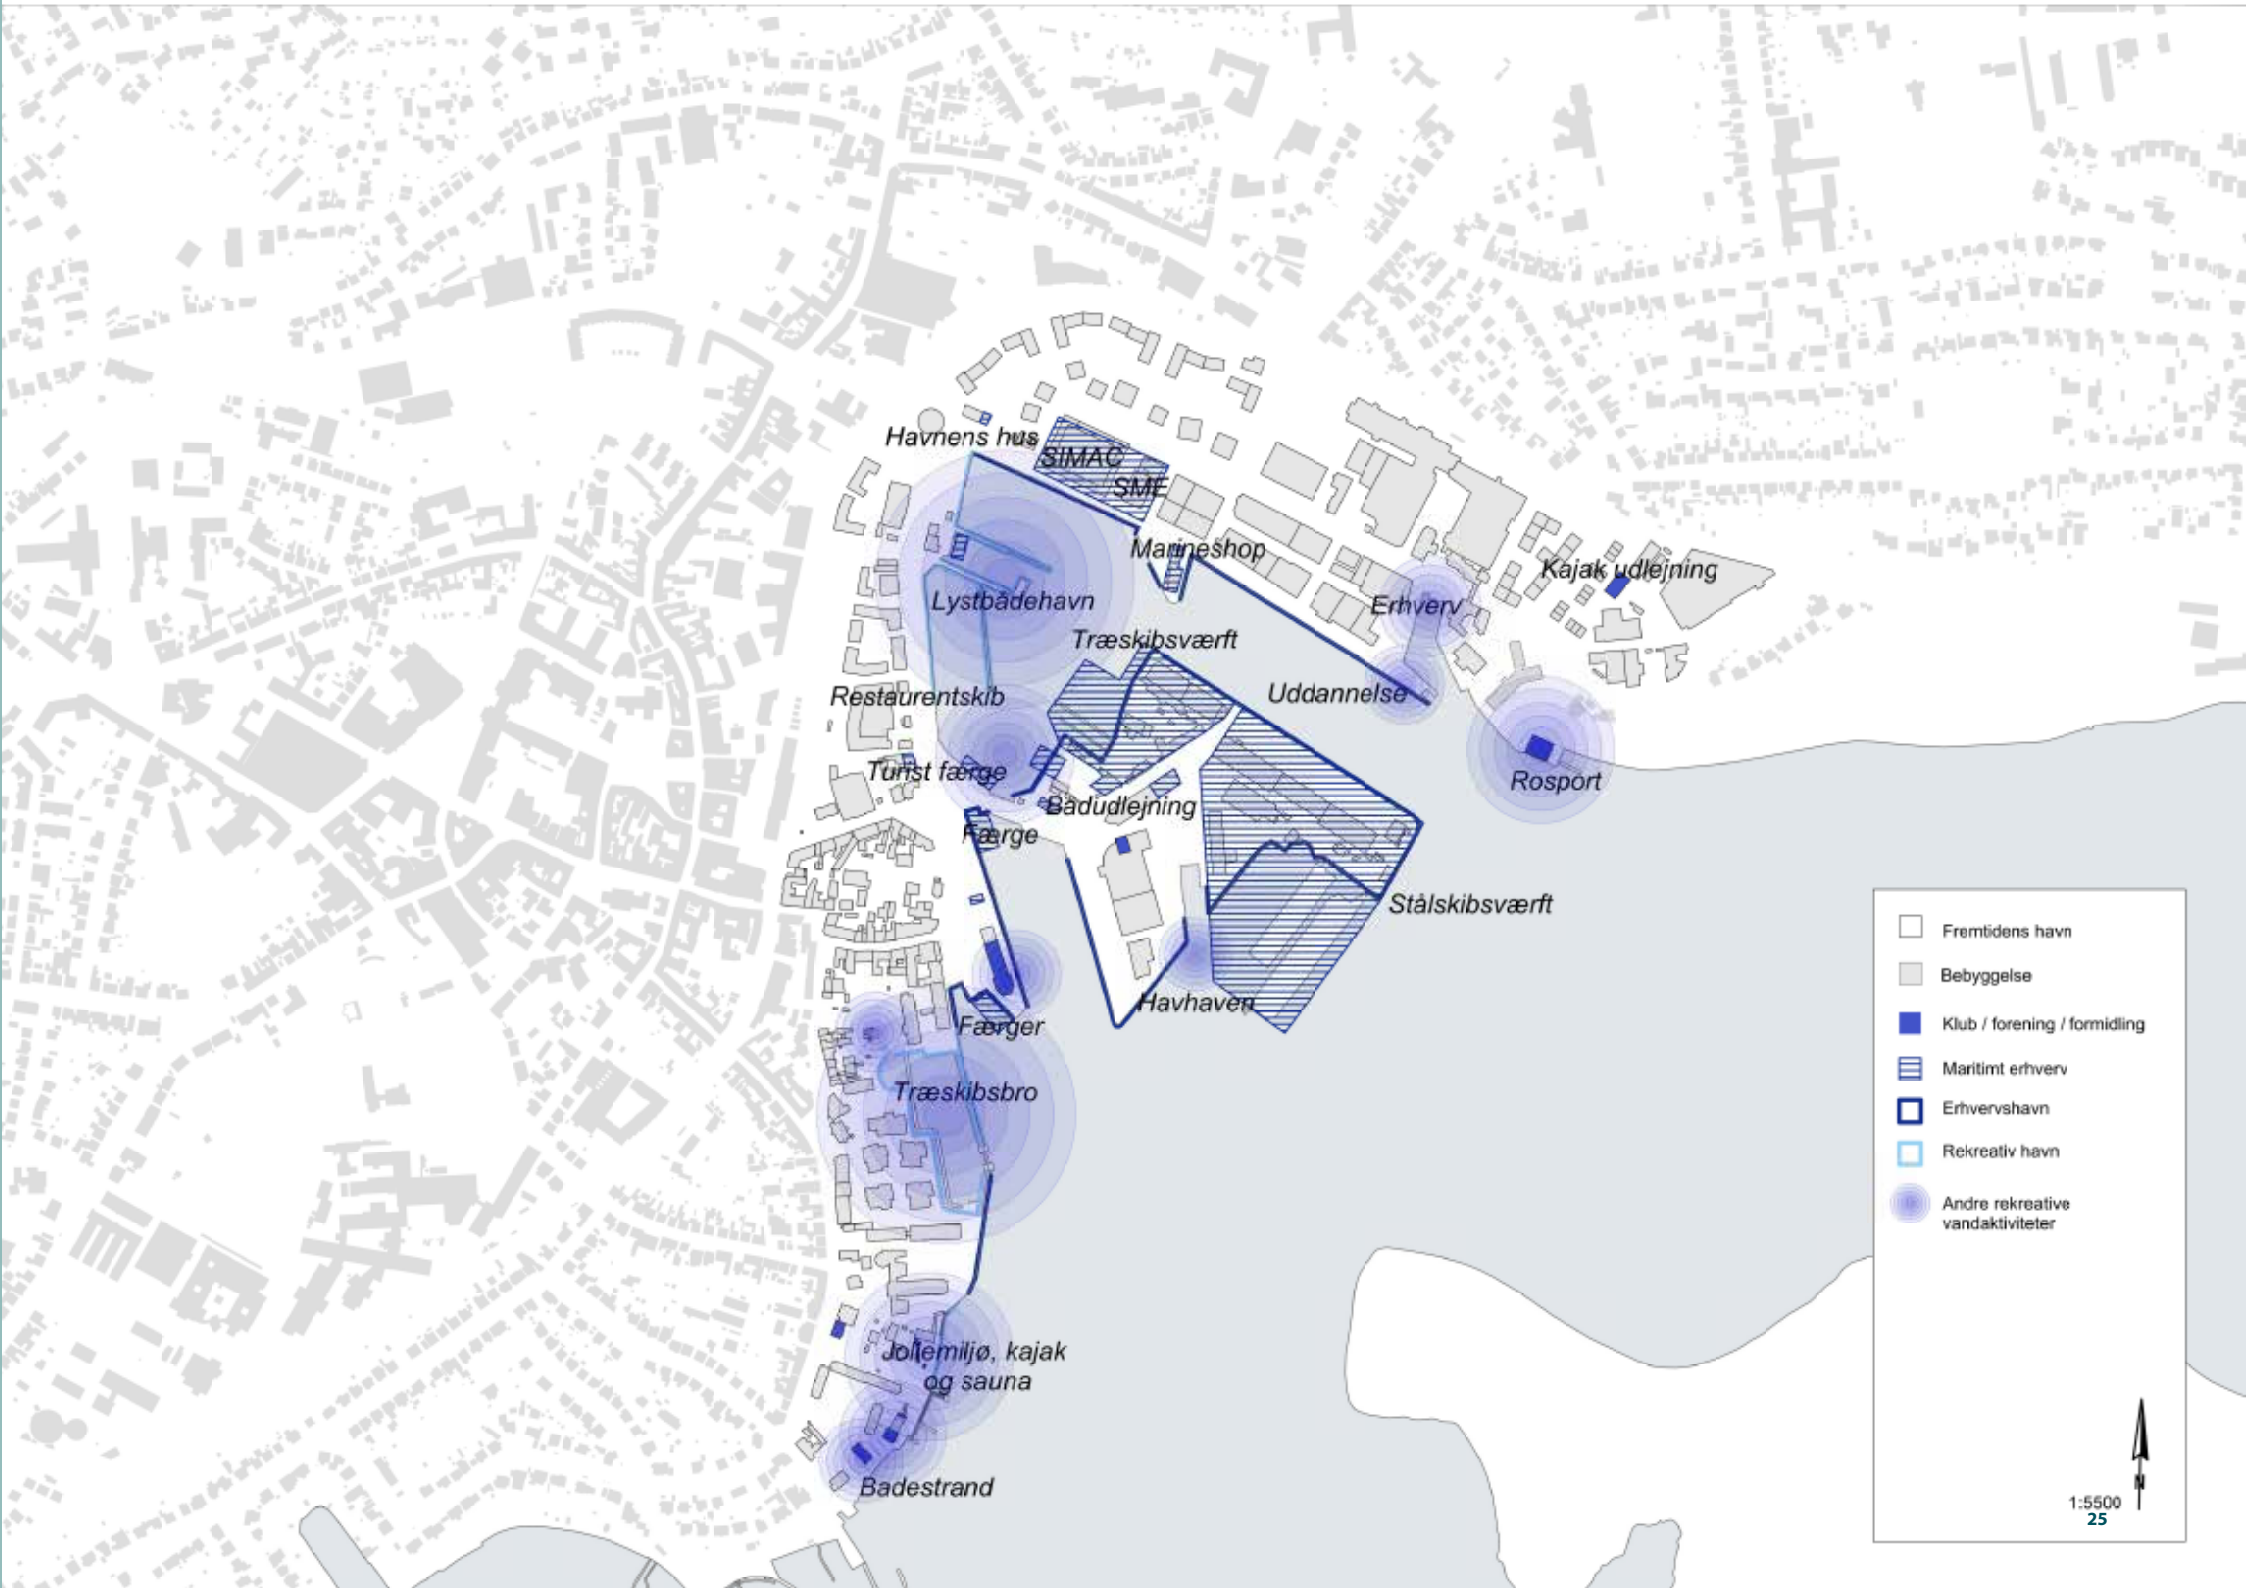 Havnens hus
SIMAC
SME
Marineshop
Kajak udlejning
Lystbådehavn
Erhverv
Træskibsværft
Restaurentskib
Uddannelse
Turist færge
Rosport
Bådudlejning
Færge
Stålskibsværft
Havhaven
Færger
Træskibsbro
Jollemiljø, kajak
og sauna
Badestrand
Fremtidens havn
Bebyggelse
Klub / forening / formidling
Maritimt erhverv
Erhvervshavn
Rekreativ havn
Andre rekreative
vandaktiviteter
N
1:5500
25